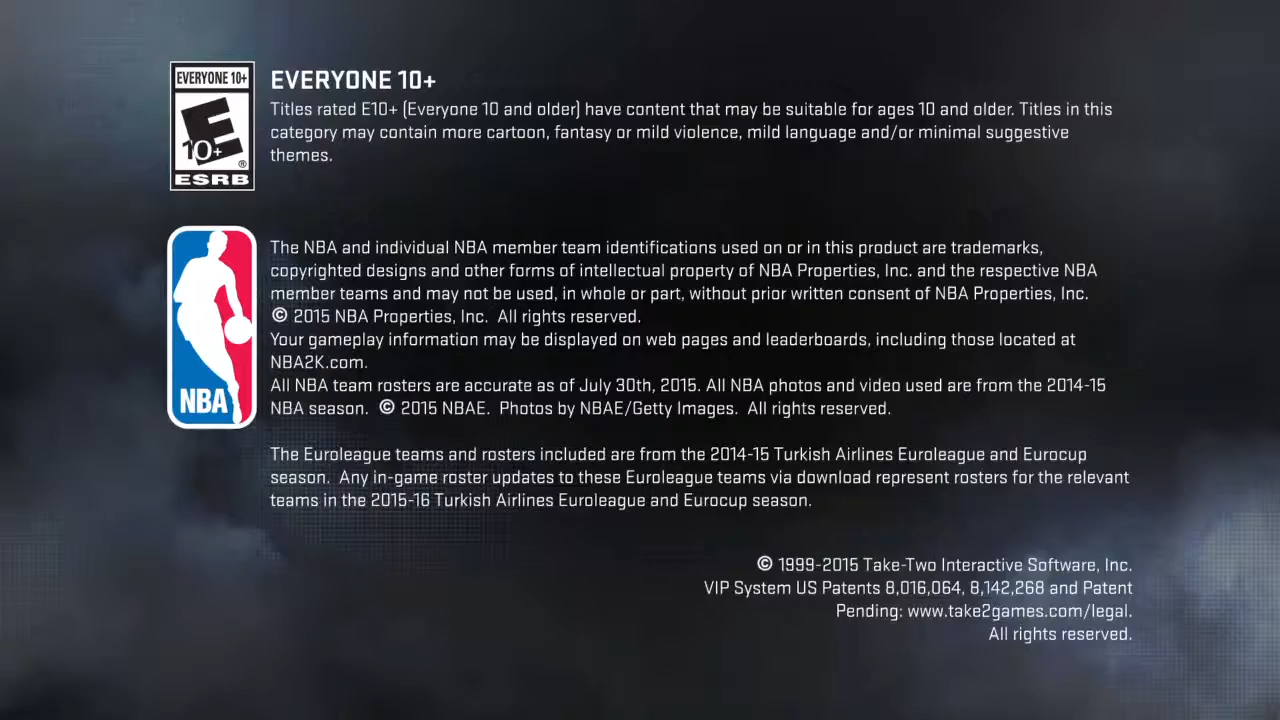 EVERYONE 10+
EVERYONE 10+
Titles rated E10+ (Everyone 10 and older) have content that may be suitable for ages 10 and older. Titles in this
category may contain more cartoon, fantasy or mild violence, mild language and/or minimal suggestive
themes.
E
10+
®
ESRB
The NBA and individual NBA member team identifications used on or in this product are trademarks,
copyrighted designs and other forms of intellectual property of NBA Properties, Inc. and the respective NBA
member teams and may not be used, in whole or part, without prior written consent of NBA Properties, Inc.
© 2015 NBA Properties, Inc. All rights reserved.
Your gameplay information may be displayed on web pages and leaderboards, including those located at
NBA2K.com.
All NBA team rosters are accurate as of July 30th, 2015. All NBA photos and video used are from the 2014-15
NBA season. © 2015 NBAE. Photos by NBAE/Getty Images. All rights reserved.
NBA
The Euroleague teams and rosters included are from the 2014-15 Turkish Airlines Euroleague and Eurocup
season. Any in-game roster updates to these Euroleague teams via download represent rosters for the relevant
teams in the 2015-16 Turkish Airlines Euroleague and Eurocup season.
© 1999-2015 Take-Two Interactive Software, Inc.
VIP System US Patents 8,016,064, 8,142,268 and Patent
Pending: www.take2games.com/legal.
All rights reserved.